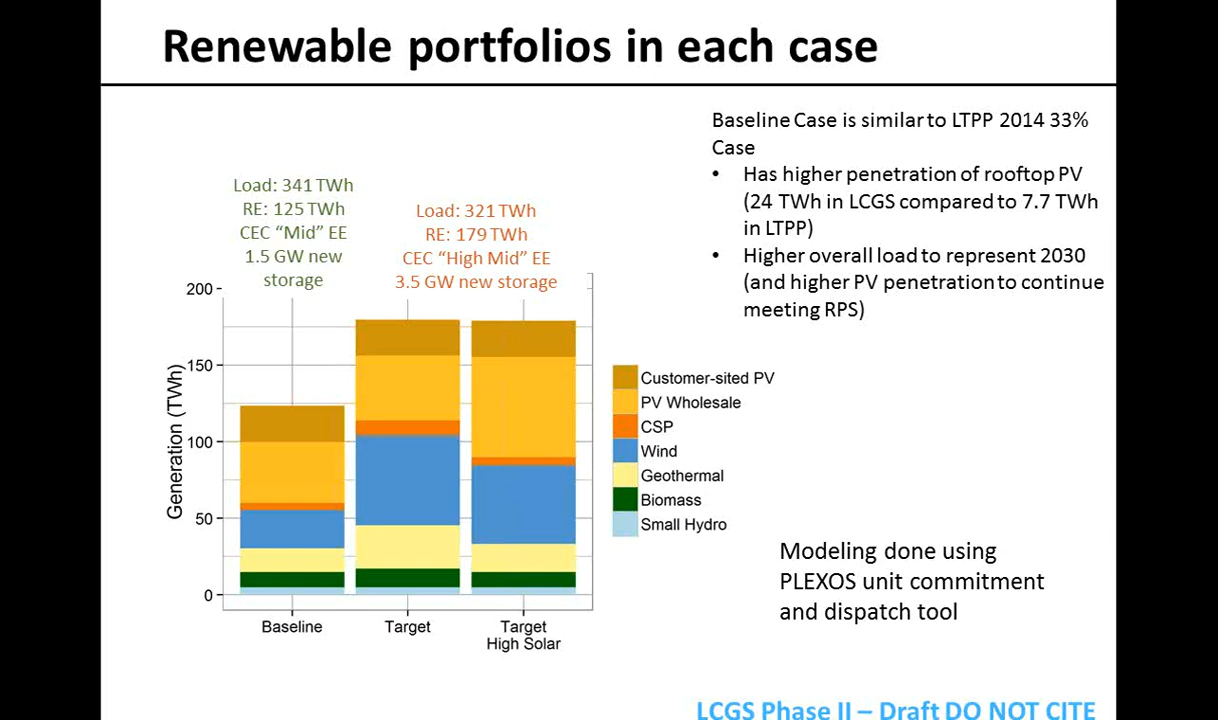 Renewable portfolios in each case
Baseline Case is similar to LTPP 2014 33%
Case
• Has higher penetration of rooftop PV
(24 TWh in LCGS compared to 7.7 TWh
in LTPP)
• Higher overall load to represent 2030
(and higher PV penetration to continue
meeting RPS)
Load: 341 TWh
RE: 125 TWh
CEC “Mid” EE
1.5 GW new
storage
Load: 321 TWh
RE: 179 TWh
CEC “High Mid” EE
3.5 GW new storage
Generation (TWh)
200
150
100
50
0
Baseline
Target
Target
High Solar
Customer-sited PV
PV Wholesale
CSP
Wind
Geothermal
Biomass
Small Hydro
Modeling done using
PLEXOS unit commitment
and dispatch tool
LCGS Phase II – Draft DO NOT CITE